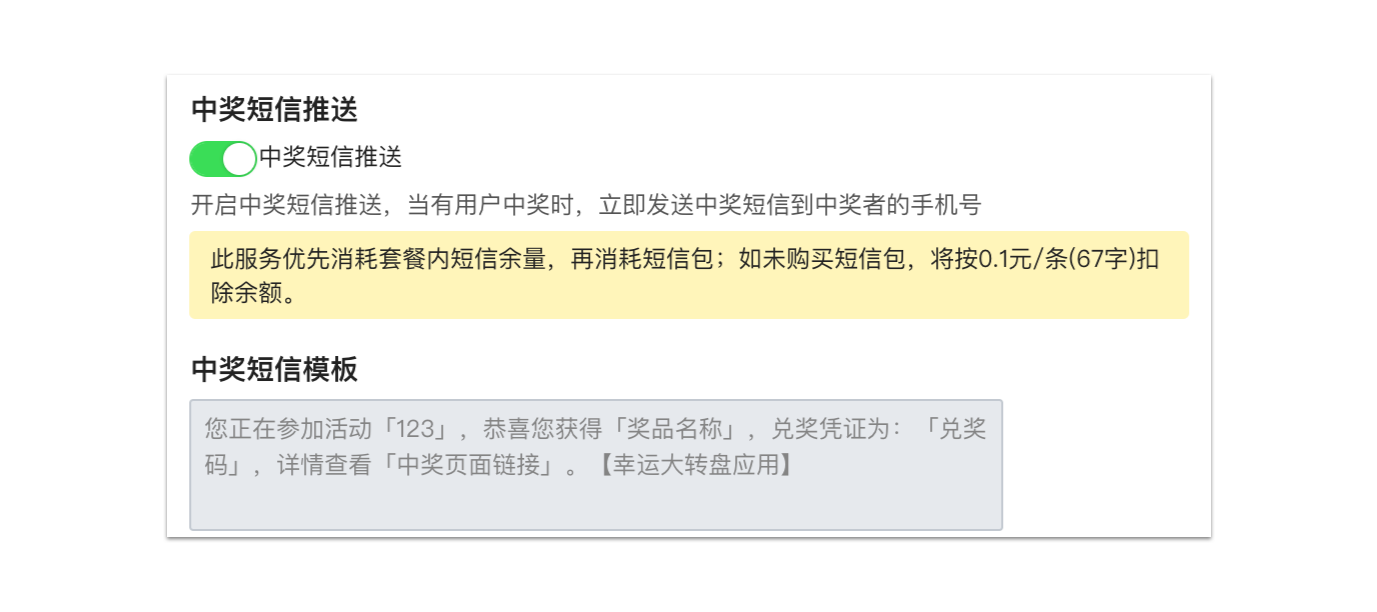 中奖短信推送
中奖短信推送
开启中奖短信推送，当有用户中奖时，立即发送中奖短信到中奖者的手机号
此服务优先消耗套餐内短信余量，再消耗短信包；如未购买短信包，将按0.1元/条(67字)扣
除余额。
中奖短信模板
您正在参加活动「123」，恭喜您获得「奖品名称」，兑奖凭证为：「兑奖
码」，详情查看「中奖页面链接」。【幸运大转盘应用】